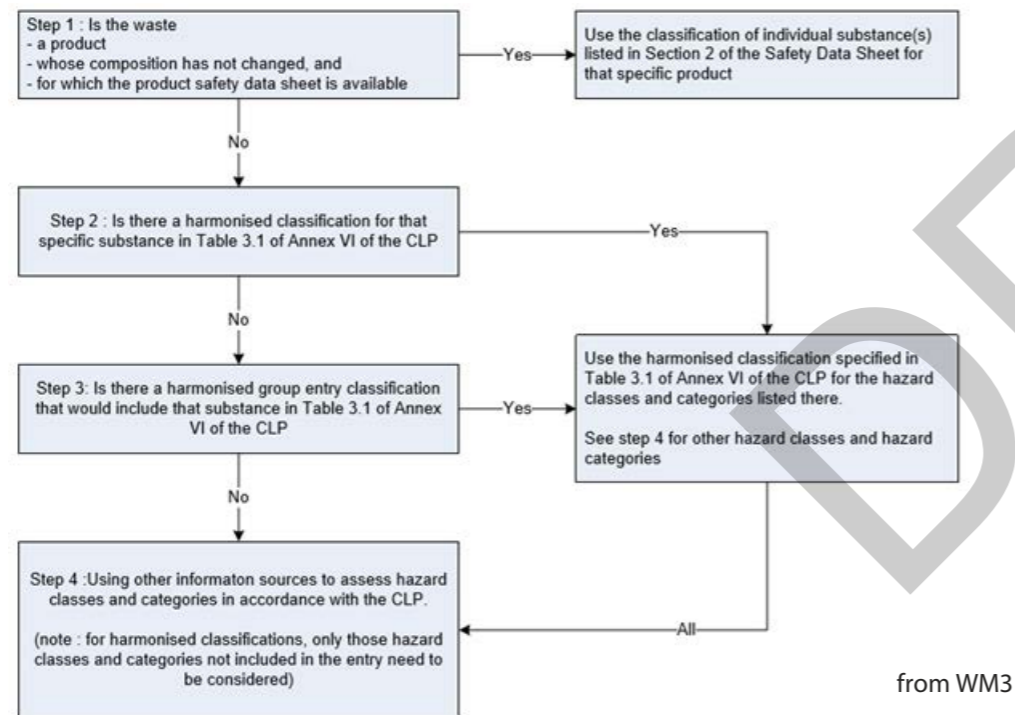 Step 1 : Is the waste
- a product
- whose composition has not changed, and
- for which the product safety data sheet is available
Yes
Use the classification of individual substance(s)
listed in Section 2 of the Safety Data Sheet for
that specific product
No
Step 2 : Is there a harmonised classification for that
specific substance in Table 3.1 of Annex VI of the CLP
Yes
No
Step 3: Is there a harmonised group entry classification
that would include that substance in Table 3.1 of Annex
VI of the CLP
Yes
Use the harmonised classification specified in
Table 3.1 of Annex VI of the CLP for the hazard
classes and categories listed there.
See step 4 for other hazard classes and hazard
categories
No
Step 4 :Using other informaton sources to assess hazard
classes and categories in accordance with the CLP.
(note : for harmonised classifications, only those hazard
classes and categories not included in the entry need to
be considered)
All
from WM3